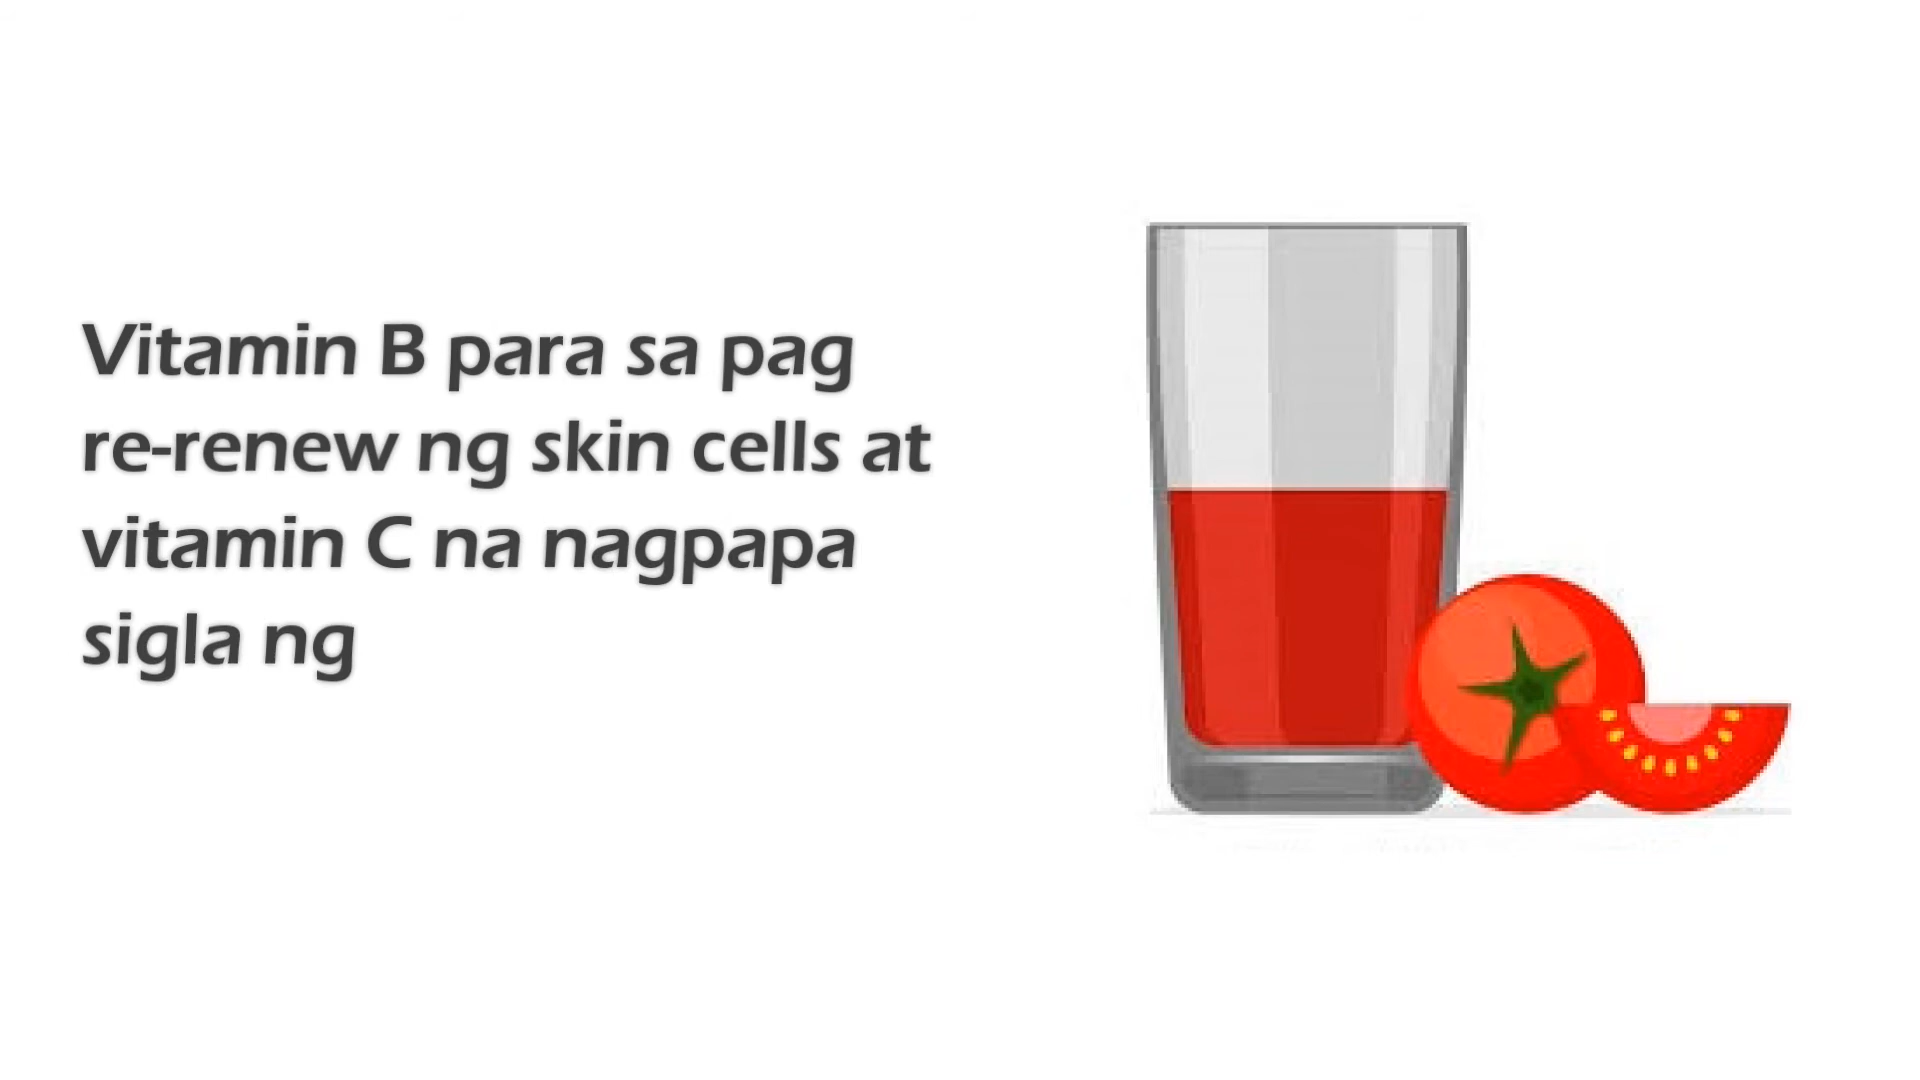 Vitamin B para sa pag
re-renew ng skin cells at
vitamin C na nagpapa
sigla ng